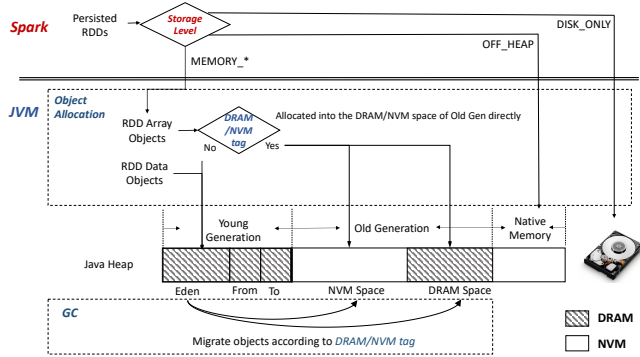 Spark
Persisted
RDDs
Storage
Level
DISK_ONLY
OFF_HEAP
MEMORY_*
JVM
Object
Allocation
RDD Array
Objects
DRAM
/NVM
tag
Allocated into the DRAM/NVM space of Old Gen directly
No
Yes
RDD Data
Objects
Young
Generation
Old Generation
Native
Memory
Java Heap
Eden
From
To
NVM Space
DRAM Space
GC
Migrate objects according to DRAM/NVM tag
DRAM
NVM